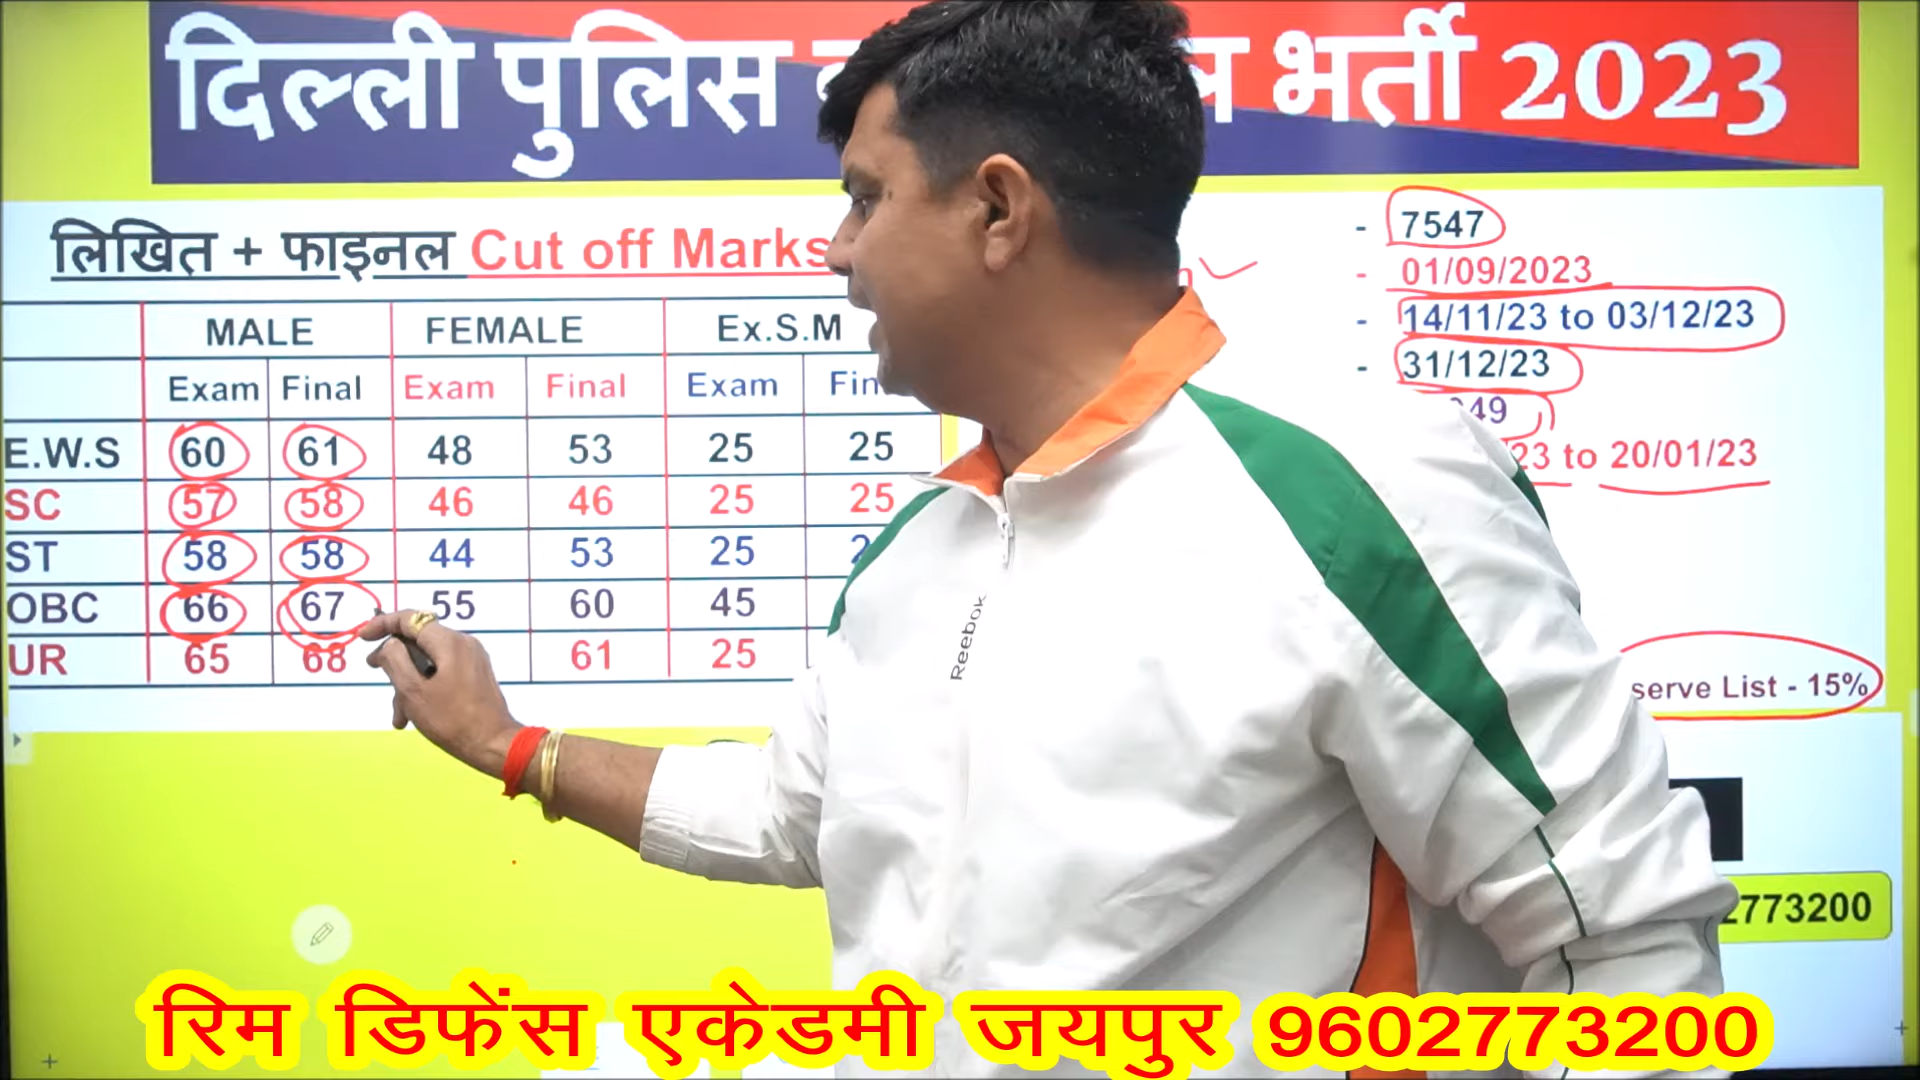 दिल्ली पुलिस भर्ती 2023
लिखित + फाइनल Cut off Marks
MALE FEMALE Ex.S.M
Exam Final Exam Final Exam
E.W.S 60 61 48 53 25 25
SC 57 58 46 46 25 25
ST 58 58 44 53 25
OBC 66 67 55 60 45
UR 65 68 61 25
- 7547
- 01/09/2023
- 14/11/23 to 03/12/23
- 31/12/23
49
23 to 20/01/23
serve List - 15%
2773200
Reebok
रिम डिफेंस एकेडमी जयपुर 9602773200